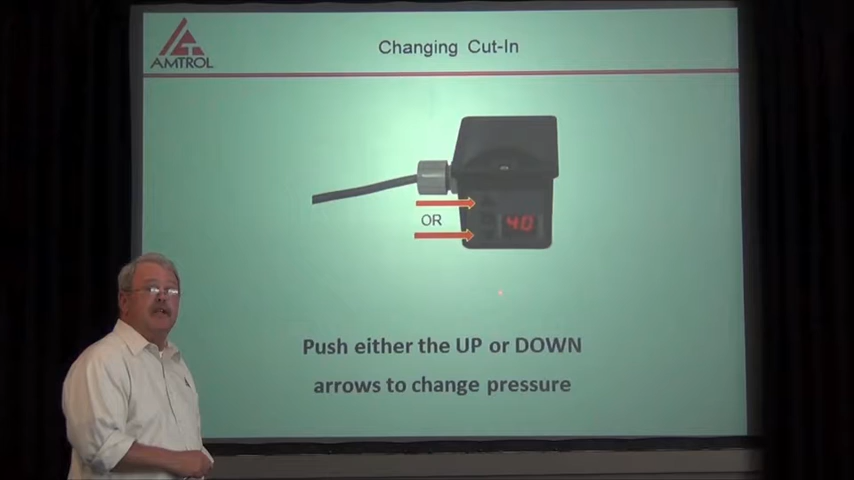 AMTROL
Changing Cut-In
OR
40
Push either the UP or DOWN
arrows to change pressure